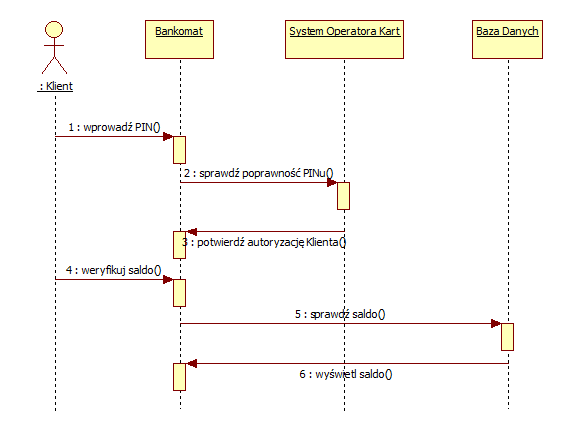 Bankomat
System Operatora Kart
Baza Danych
: Klient
1 : wprowadź PIN()
2 : sprawdź poprawność PINu()
3 : potwierdź autoryzację Klienta()
4 : weryfikuj saldo()
5 : sprawdź saldo()
6 : wyświetl saldo()